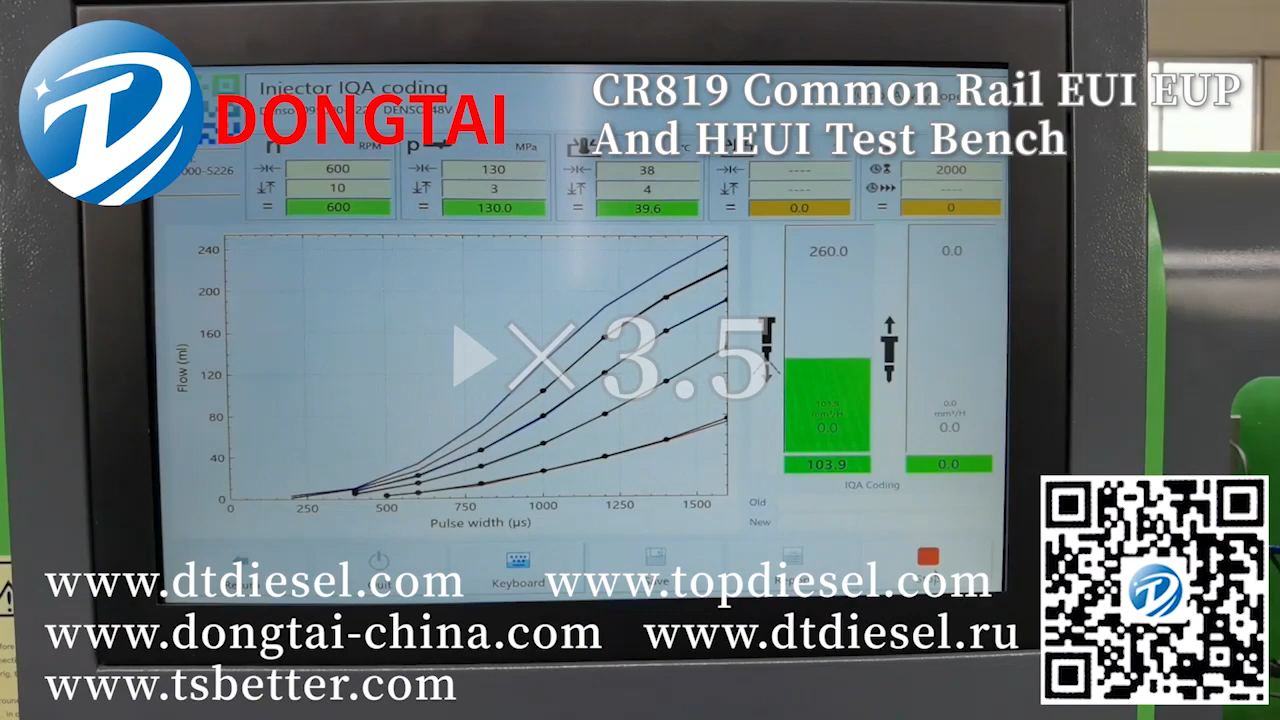 DONGTAI
CR819 Common Rail EUI EUP
And HEUI Test Bench
Injector IQA coding
RPM
MPa
600
130
38
----
2000
10
3
4
----
----
=
600
=
130.0
=
39.6
=
0.0
=
0
240
200
160
120
80
40
0
Flow (ml)
0
250
500
750
1000
1250
1500
Pulse width (μs)
×3.5
260.0
0.0
mm³/H
0.0
103.9
0.0
mm³/H
0.0
0.0
IQA Coding
Old
New
Keyboard
www.dtdiesel.com www.topdiesel.com
www.dongtai-china.com www.dtdiesel.ru
www.tsbetter.com